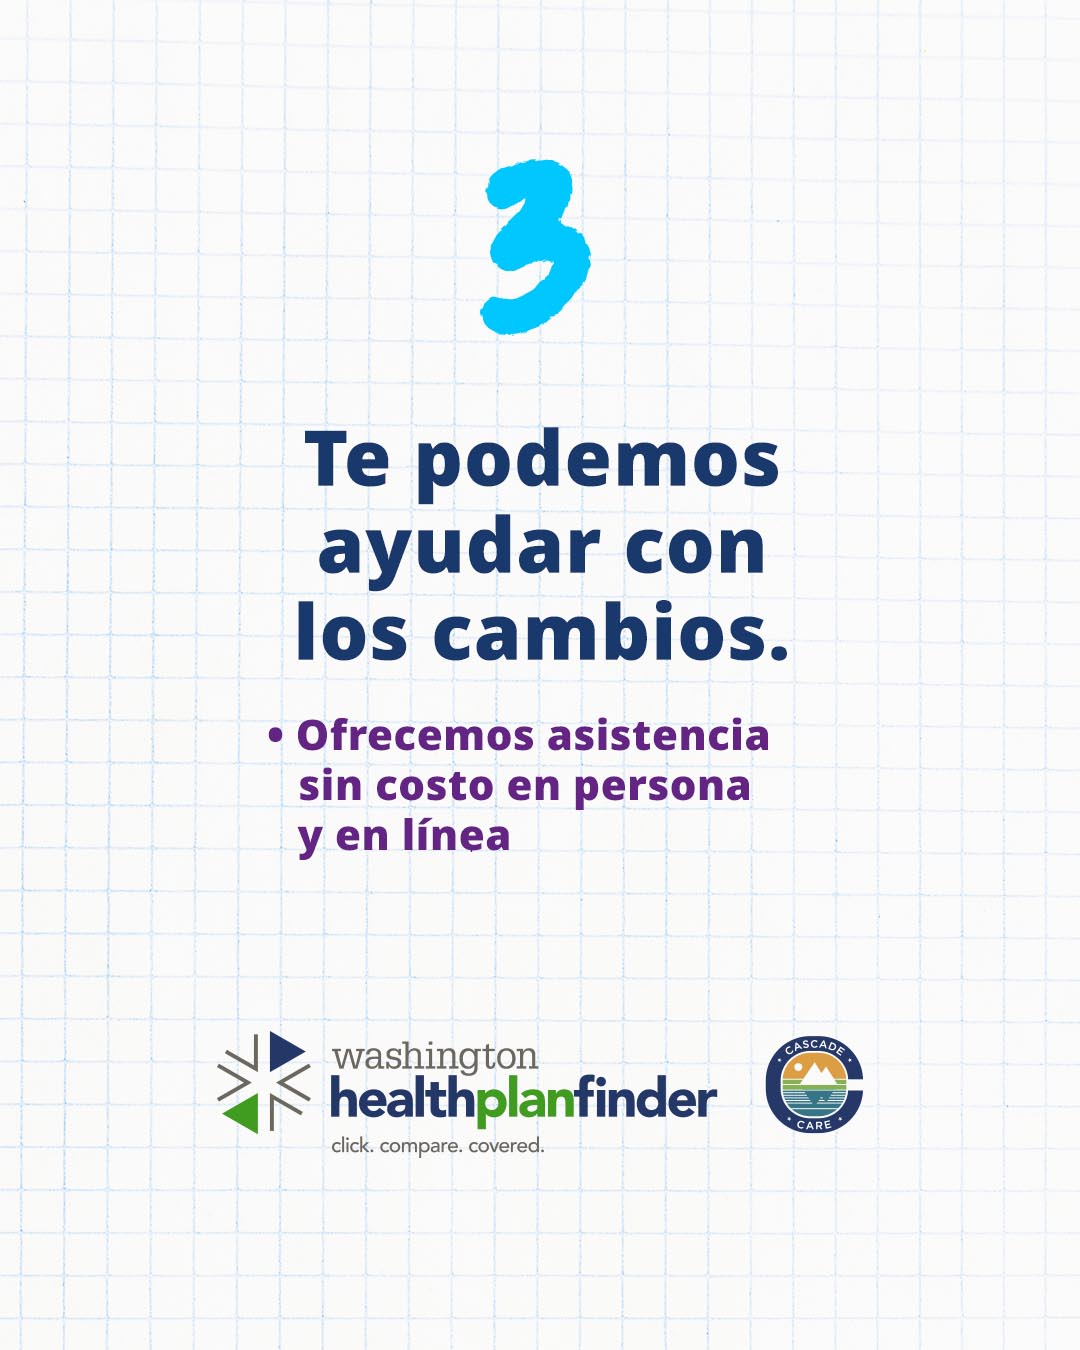 3
Te podemos
ayudar con
los cambios.
• Ofrecemos asistencia
sin costo en persona
y en línea
washington
healthplanfinder
click. compare. covered.
CASCADE
CARE